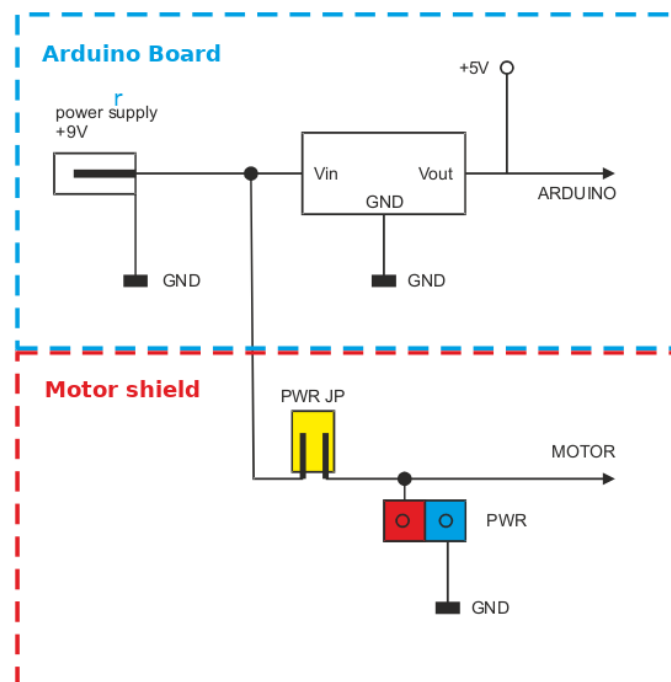 Arduino Board
r
power supply
+9V
+5V
Vin
Vout
GND
ARDUINO
GND
GND
Motor shield
PWR JP
MOTOR
PWR
GND